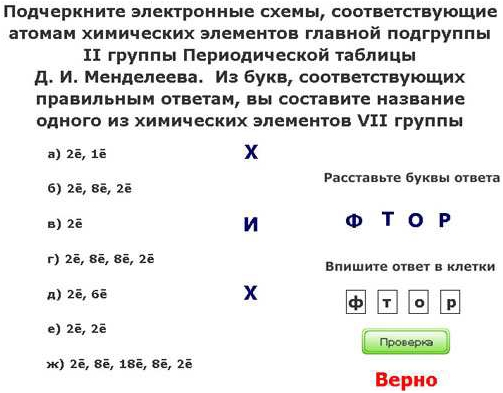 Подчеркните электронные схемы, соответствующие
атомам химических элементов главной подгруппы
II группы Периодической таблицы
Д. И. Менделеева. Из букв, соответствующих
правильным ответам, вы составите название
одного из химических элементов VII группы
а) 2ē, 1ē
Х
б) 2ē, 8ē, 2ē
в) 2ē
И
г) 2ē, 8ē, 8ē, 2ē
д) 2ē, 6ē
Х
е) 2ē, 2ē
ж) 2ē, 8ē, 18ē, 8ē, 2ē
Расставьте буквы ответа
Ф Т О Р
Впишите ответ в клетки
ф т о р
Проверка
Верно